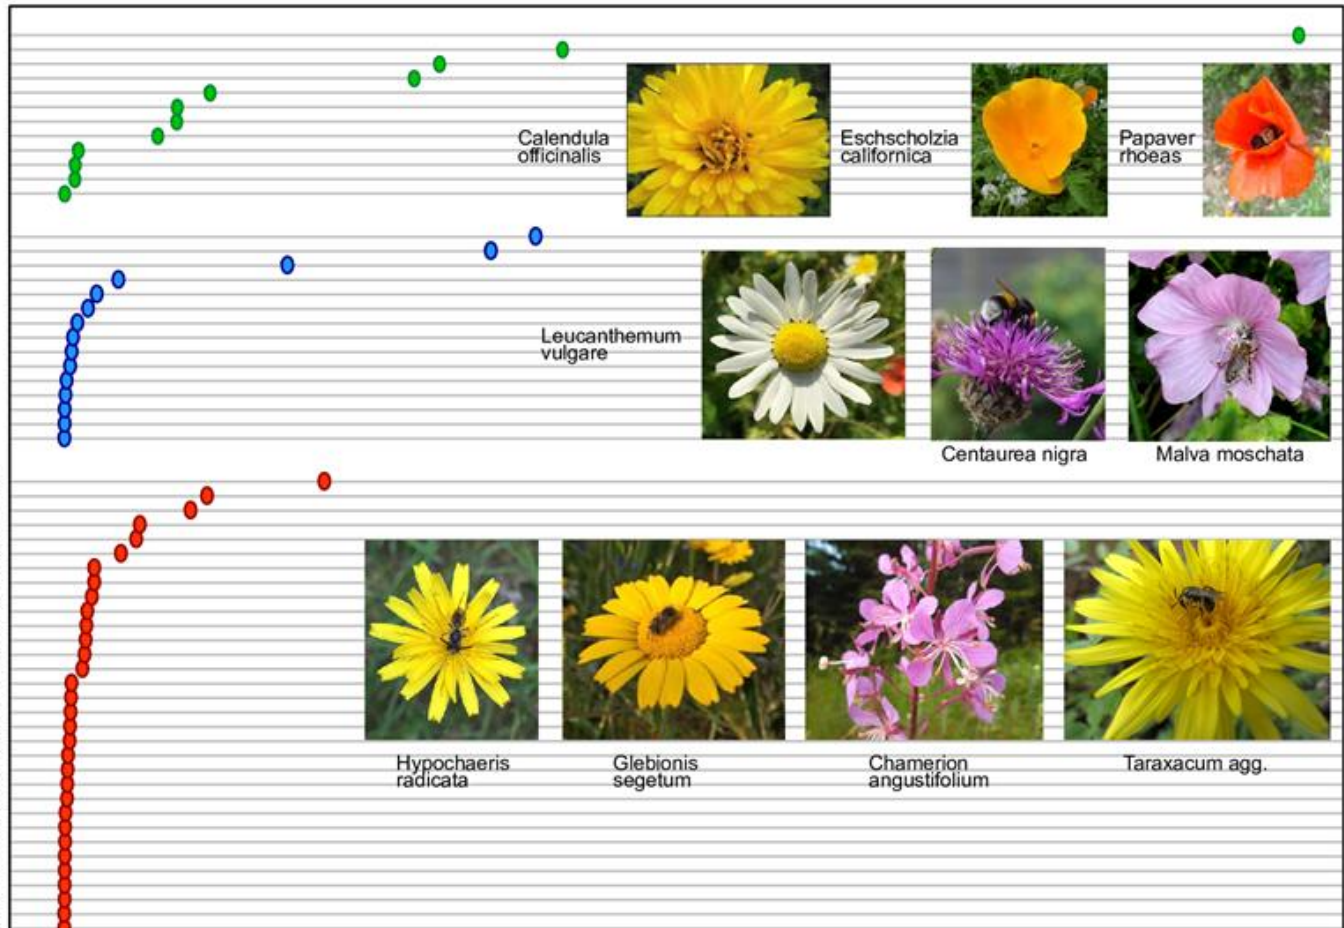 Calendula
officinalis
Eschscholzia
californica
Papaver
rhoeas
Leucanthemum
vulgare
Centaurea nigra
Malva moschata
Hypochaeris
radicata
Glebionis
segetum
Chamerion
angustifolium
Taraxacum agg.